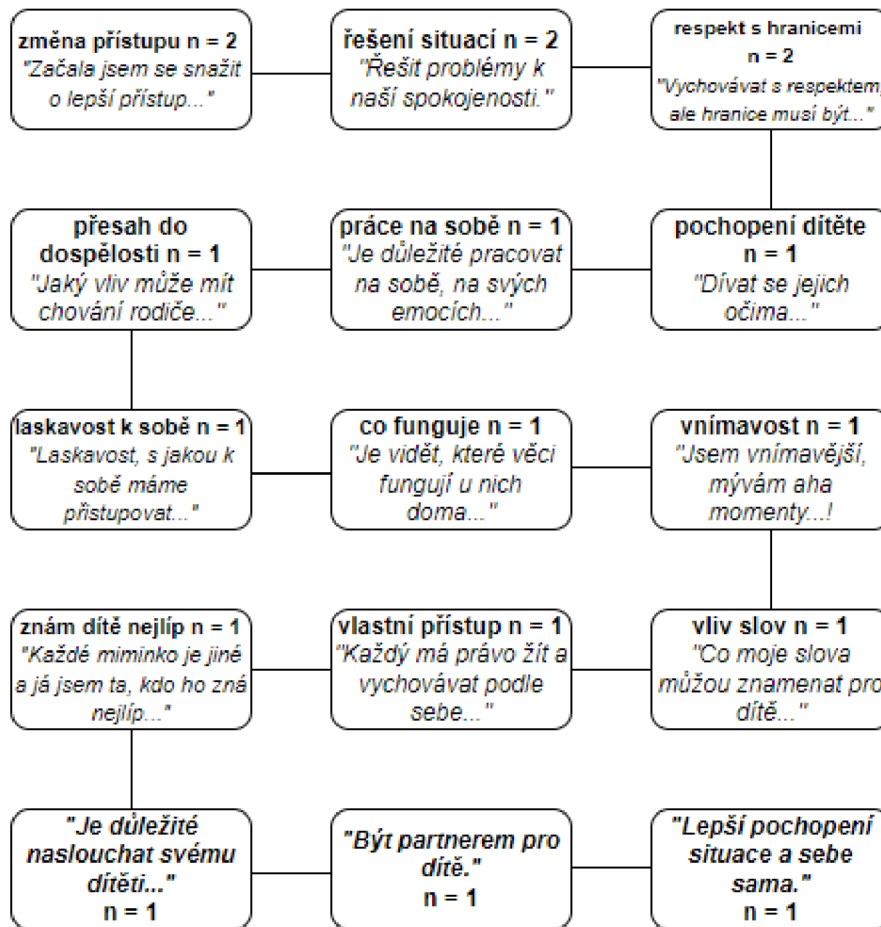 změna přístupu n = 2
"Začala jsem se snažit
o lepší přístup..."
řešení situací n = 2
"Řešit problémy k
naší spokojenosti."
respekt s hranicemi
n = 2
"Vychovávat s respektem,
ale hranice musí být..."
přesah do
dospělosti n = 1
"Jaký vliv může mít
chování rodiče..."
práce na sobě n = 1
"Je důležité pracovat
na sobě, na svých
emocích..."
pochopení dítěte
n = 1
"Dívat se jejich
očima..."
laskavost k sobě n = 1
"Laskavost, s jakou k
sobě máme
přistupovat..."
co funguje n = 1
"Je vidět, které věci
fungují u nich
doma..."
vnímavost n = 1
"Jsem vnímavější,
mývám aha
momenty...!
znám dítě nejlíp n = 1
"Každé miminko je jiné
a já jsem ta, kdo ho zná
nejlíp..."
vlastní přístup n = 1
"Každý má právo žít a
vychovávat podle
sebe..."
vliv slov n = 1
"Co moje slova
můžou znamenat pro
dítě..."
"Je důležité
naslouchat svému
dítěti..."
n = 1
"Být partnerem pro
dítě."
n = 1
"Lepší pochopení
situace a sebe
sama."
n = 1